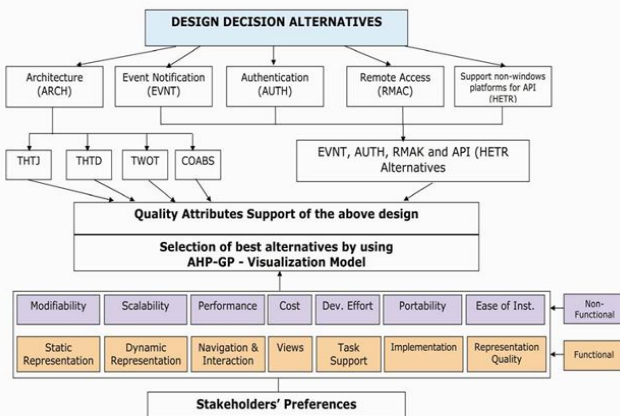 DESIGN DECISION ALTERNATIVES
Architecture
(ARCH)
Event Notification
(EVNT)
Authentication
(AUTH)
Remote Access
(RMAC)
Support non-windows
platforms for API
(HETR)
THTJ
THTD
TWOT
COABS
EVNT, AUTH, RMAK and API (HETR
Alternatives
Quality Attributes Support of the above design
Selection of best alternatives by using
AHP-GP - Visualization Model
Modifiability
Scalability
Performance
Cost
Dev. Effort
Portability
Ease of Inst.
Non-
Functional
Static
Representation
Dynamic
Representation
Navigation &
Interaction
Views
Task
Support
Implementation
Representation
Quality
Functional
Stakeholders' Preferences